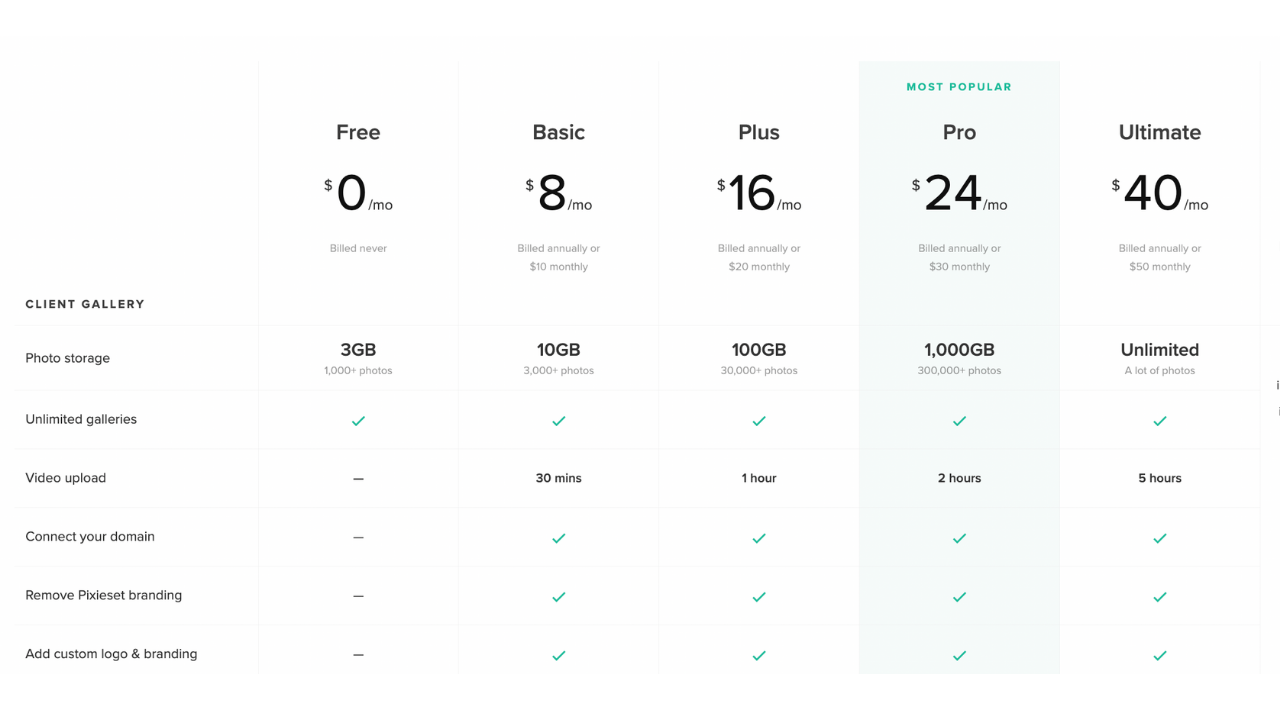 MOST POPULAR
Free Basic Plus Pro Ultimate
$0/mo $8/mo $16/mo $24/mo $40/mo
Billed never Billed annually or Billed annually or Billed annually or Billed annually or
$10 monthly $20 monthly $30 monthly $50 monthly
CLIENT GALLERY
Photo storage 3GB 10GB 100GB 1,000GB Unlimited
1,000+ photos 3,000+ photos 30,000+ photos 300,000+ photos A lot of photos
Unlimited galleries ✓ ✓ ✓ ✓ ✓
Video upload — 30 mins 1 hour 2 hours 5 hours
Connect your domain — ✓ ✓ ✓ ✓
Remove Pixieset branding — ✓ ✓ ✓ ✓
Add custom logo & branding — ✓ ✓ ✓ ✓